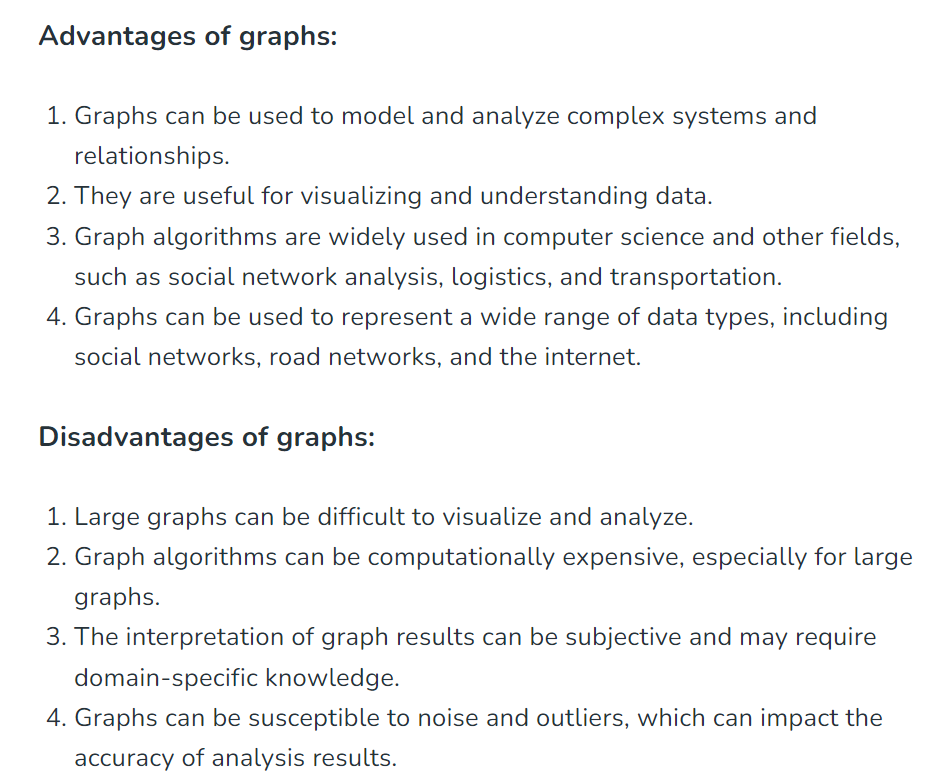 Advantages of graphs:
1. Graphs can be used to model and analyze complex systems and
relationships.
2. They are useful for visualizing and understanding data.
3. Graph algorithms are widely used in computer science and other fields,
such as social network analysis, logistics, and transportation.
4. Graphs can be used to represent a wide range of data types, including
social networks, road networks, and the internet.
Disadvantages of graphs:
1. Large graphs can be difficult to visualize and analyze.
2. Graph algorithms can be computationally expensive, especially for large
graphs.
3. The interpretation of graph results can be subjective and may require
domain-specific knowledge.
4. Graphs can be susceptible to noise and outliers, which can impact the
accuracy of analysis results.